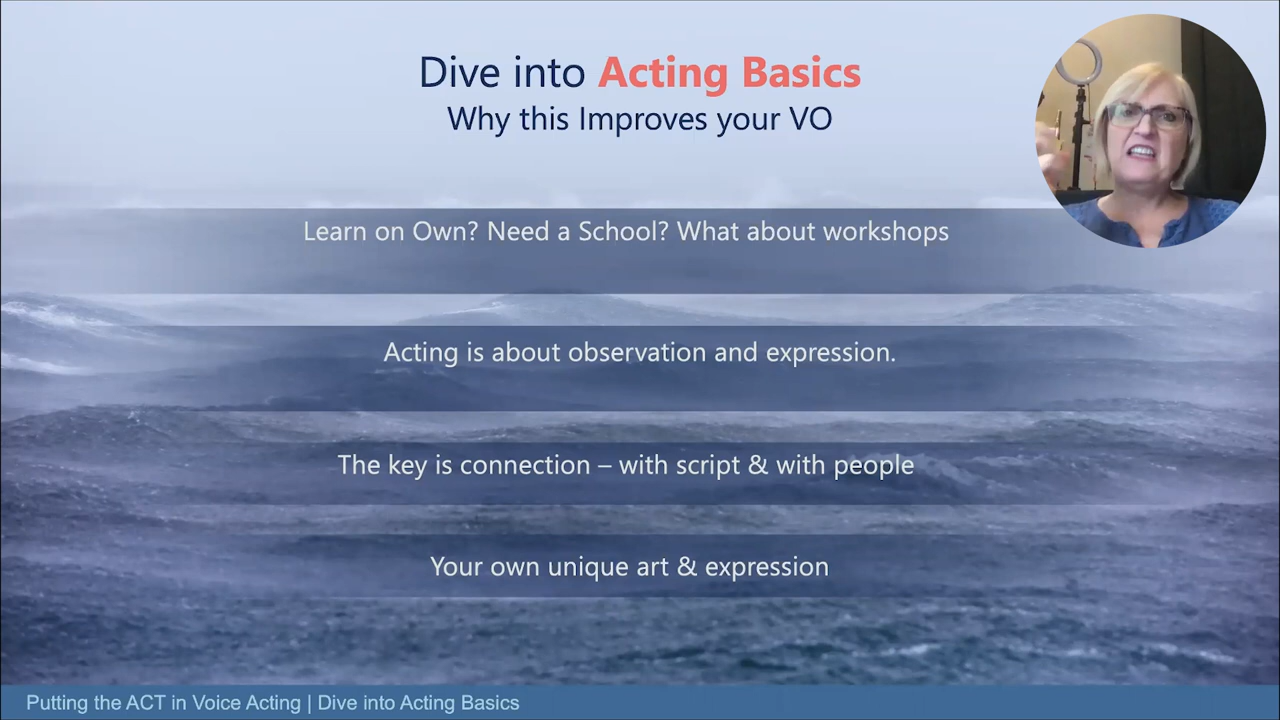 Dive into Acting Basics
Why this Improves your VO
Learn on Own? Need a School? What about workshops
Acting is about observation and expression.
The key is connection – with script & with people
Your own unique art & expression
Putting the ACT in Voice Acting | Dive into Acting Basics